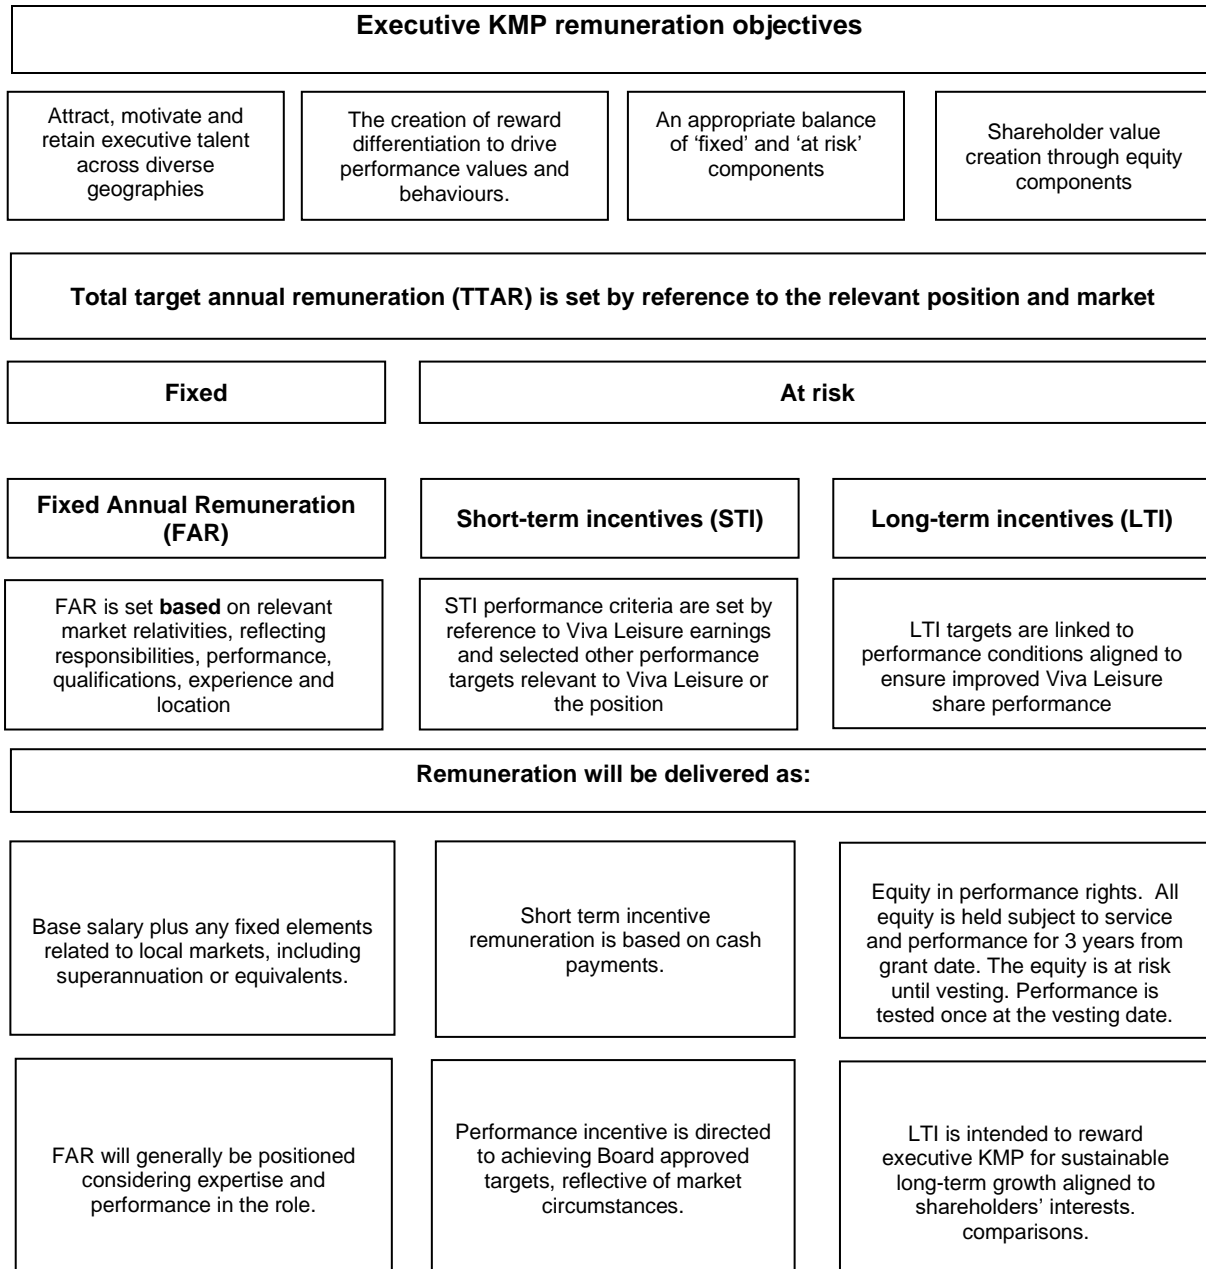 Executive KMP remuneration objectives
Attract, motivate and
retain executive talent
across diverse
geographies
The creation of reward
differentiation to drive
performance values and
behaviours.
An appropriate balance
of ‘fixed’ and ‘at risk’
components
Shareholder value
creation through equity
components
Total target annual remuneration (TTAR) is set by reference to the relevant position and market
Fixed
At risk
Fixed Annual Remuneration
(FAR)
Short-term incentives (STI)
Long-term incentives (LTI)
FAR is set based on relevant
market relativities, reflecting
responsibilities, performance,
qualifications, experience and
location
STI performance criteria are set by
reference to Viva Leisure earnings
and selected other performance
targets relevant to Viva Leisure or
the position
LTI targets are linked to
performance conditions aligned to
ensure improved Viva Leisure
share performance
Remuneration will be delivered as:
Base salary plus any fixed elements
related to local markets, including
superannuation or equivalents.
Short term incentive
remuneration is based on cash
payments.
Equity in performance rights.  All
equity is held subject to service
and performance for 3 years from
grant date. The equity is at risk
until vesting. Performance is
tested once at the vesting date.
FAR will generally be positioned
considering expertise and
performance in the role.
Performance incentive is directed
to achieving Board approved
targets, reflective of market
circumstances.
LTI is intended to reward
executive KMP for sustainable
long-term growth aligned to
shareholders’ interests.
comparisons.